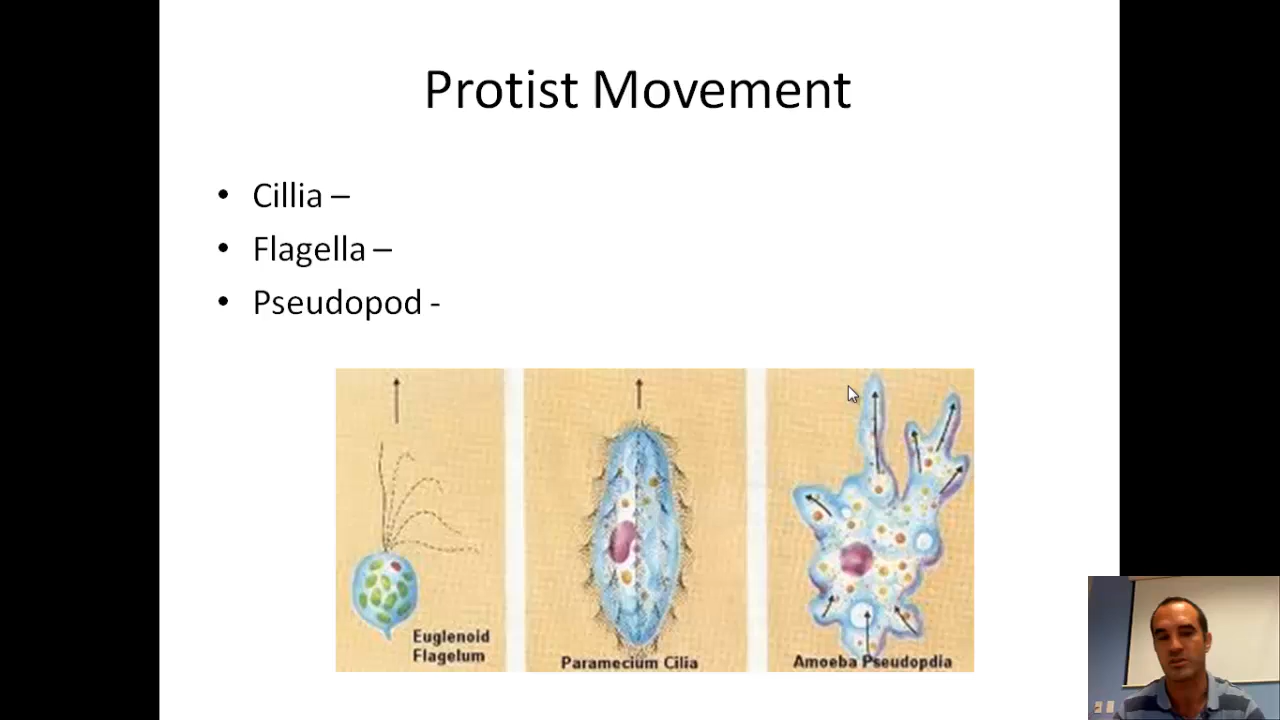 Protist Movement
• Cillia –
• Flagella –
• Pseudopod -
Euglenoid
Flagelum
Paramecium Cilia
Amoeba Pseudopdia